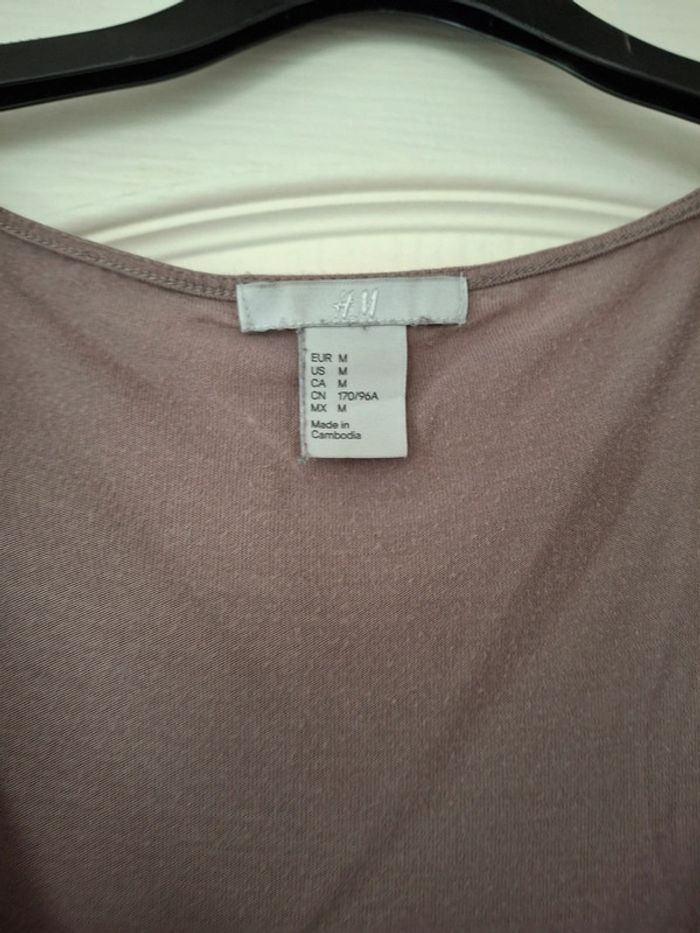 H&M
EUR M
US M
CA M
CN 170/96A
MX M
Made in
Cambodia